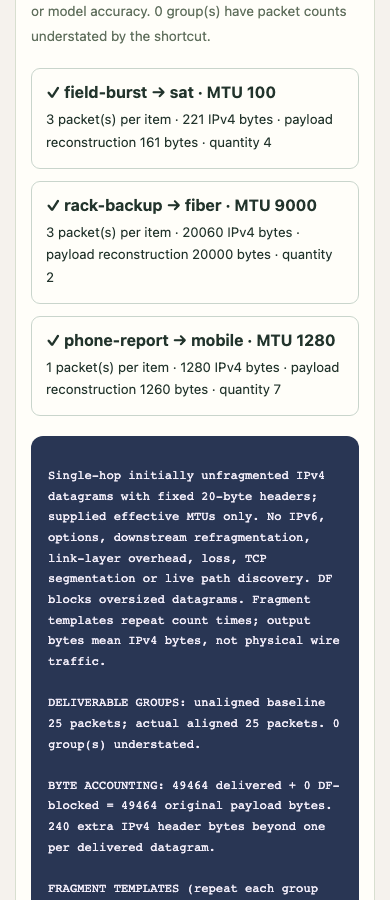 or model accuracy. 0 group(s) have packet counts
understated by the shortcut.
✓ field-burst → sat · MTU 100
3 packet(s) per item · 221 IPv4 bytes · payload
reconstruction 161 bytes · quantity 4
✓ rack-backup → fiber · MTU 9000
3 packet(s) per item · 20060 IPv4 bytes ·
payload reconstruction 20000 bytes · quantity
2
✓ phone-report → mobile · MTU 1280
1 packet(s) per item · 1280 IPv4 bytes · payload
reconstruction 1260 bytes · quantity 7
Single-hop initially unfragmented IPv4
datagrams with fixed 20-byte headers;
supplied effective MTUs only. No IPv6,
options, downstream refragmentation,
link-layer overhead, loss, TCP
segmentation or live path discovery. DF
blocks oversized datagrams. Fragment
templates repeat count times; output
bytes mean IPv4 bytes, not physical wire
traffic.
DELIVERABLE GROUPS: unaligned baseline
25 packets; actual aligned 25 packets. 0
group(s) understated.
BYTE ACCOUNTING: 49464 delivered + 0 DF-
blocked = 49464 original payload bytes.
240 extra IPv4 header bytes beyond one
per delivered datagram.
FRAGMENT TEMPLATES (repeat each group